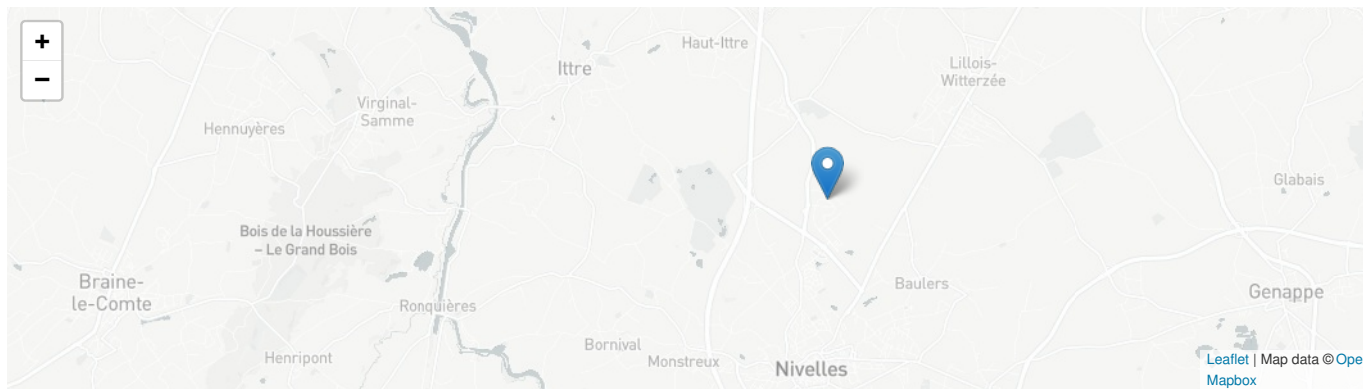 +
−
Haut-Ittre
Ittre
Lillois-
Witterzée
Virginal-
Samme
Hennuyères
Glabais
Bois de la Houssière
– Le Grand Bois
Braine-
le-Comte
Baulers
Genappe
Ronquières
Bornival
Henripont
Monstreux
Nivelles
Leaflet | Map data © Ope
Mapbox